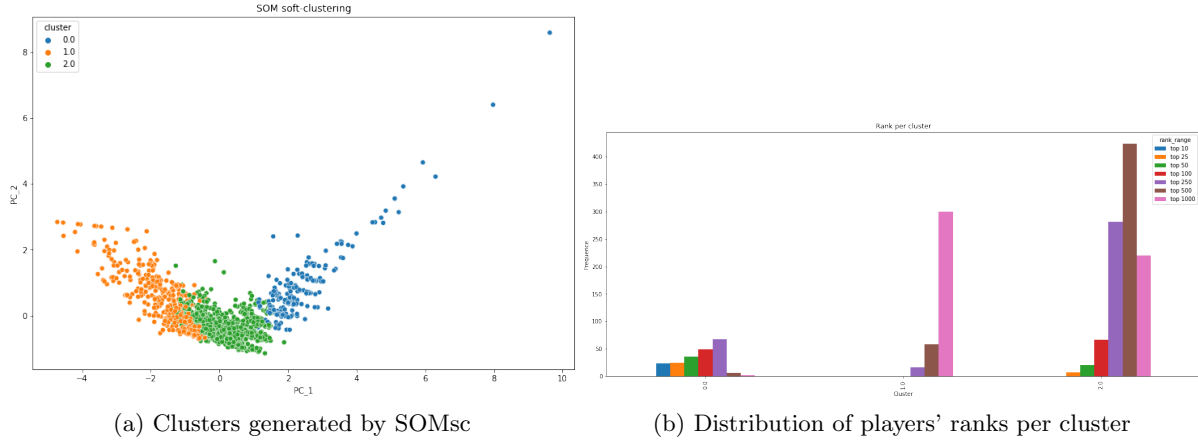 SOM soft-clustering
cluster
0.0
1.0
2.0
8
6
4
2
0
PC_2
−4
−2
0
2
4
6
8
10
PC_1
(a) Clusters generated by SOMsc
Rank per cluster
rank_range
top 10
top 25
top 50
top 100
top 250
top 500
top 1000
400
350
300
250
200
150
100
50
0
Frequence
0.0
1.0
2.0
Cluster
(b) Distribution of players' ranks per cluster